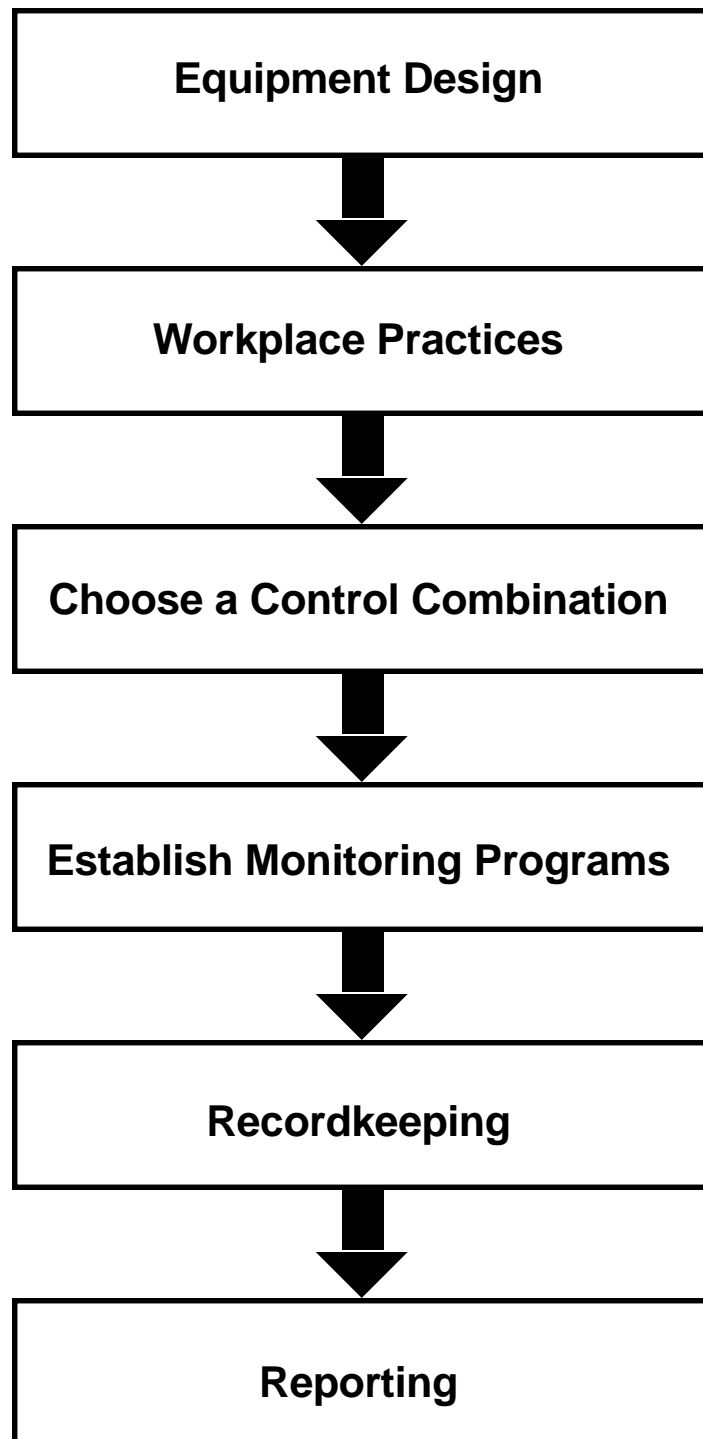 Equipment Design
Workplace Practices
Choose a Control Combination
Establish Monitoring Programs
Recordkeeping
Reporting